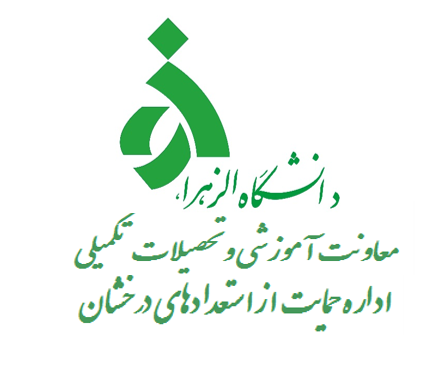 دانشگاه الزهرا،
معاونت آموزشی و تحصیلات تکمیلی
اداره حمایت از استعدادهای درخشان